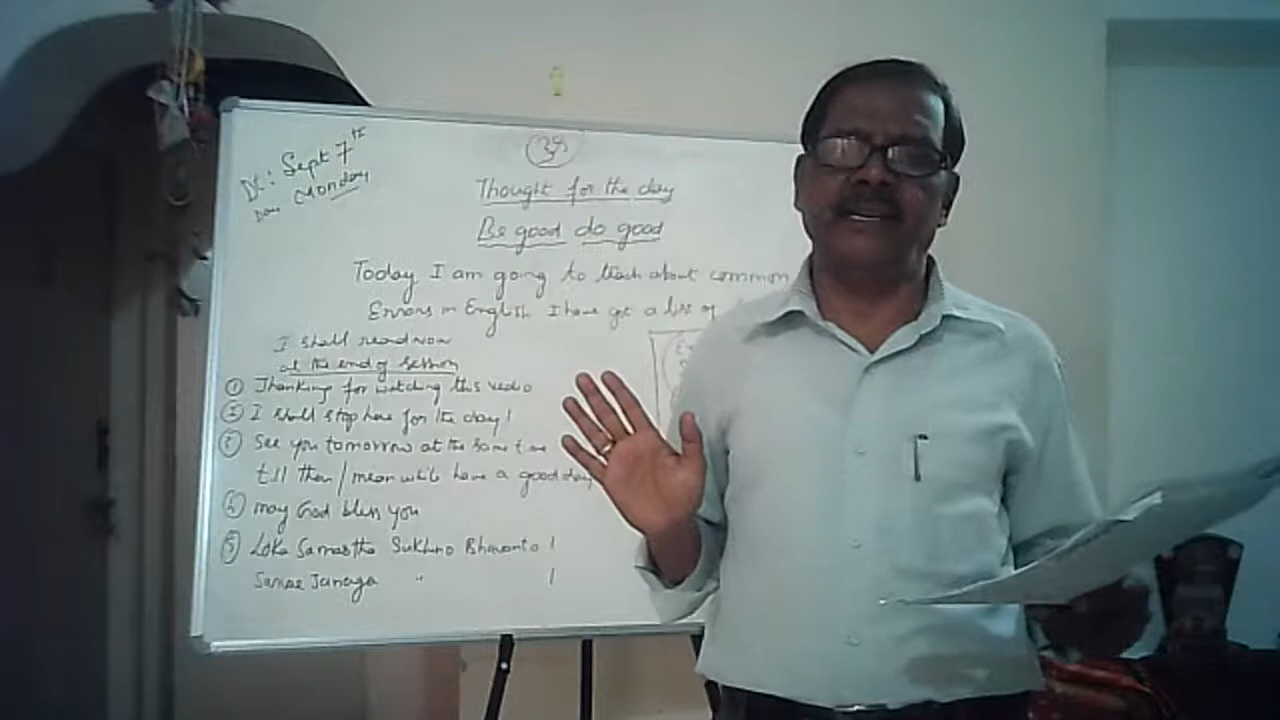 Dt: Sept 7th
Day Monday
38
Thought for the day
Be good do good
Today I am going to teach about common
Errors in English I have got a list of
I shall read now
at the end of session
① Thanking for watching this vedio
② I shall stop here for the day!
③ See you tomorrow at the same time
till then/mean while have a good day
④ may God bless you
⑤ Loka Samastha Sukhino Bhavantu !
Sarve Janaga " !